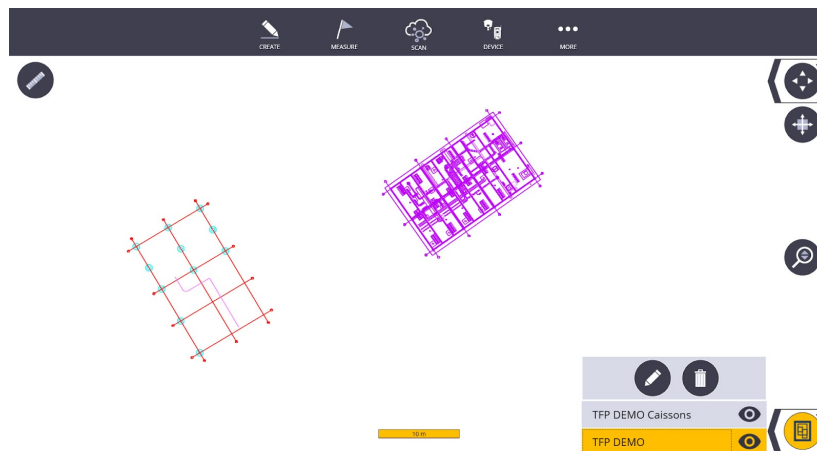 CREATE
MEASURE
SCAN
DEVICE
MORE
10 m
TFP DEMO Caissons
TFP DEMO